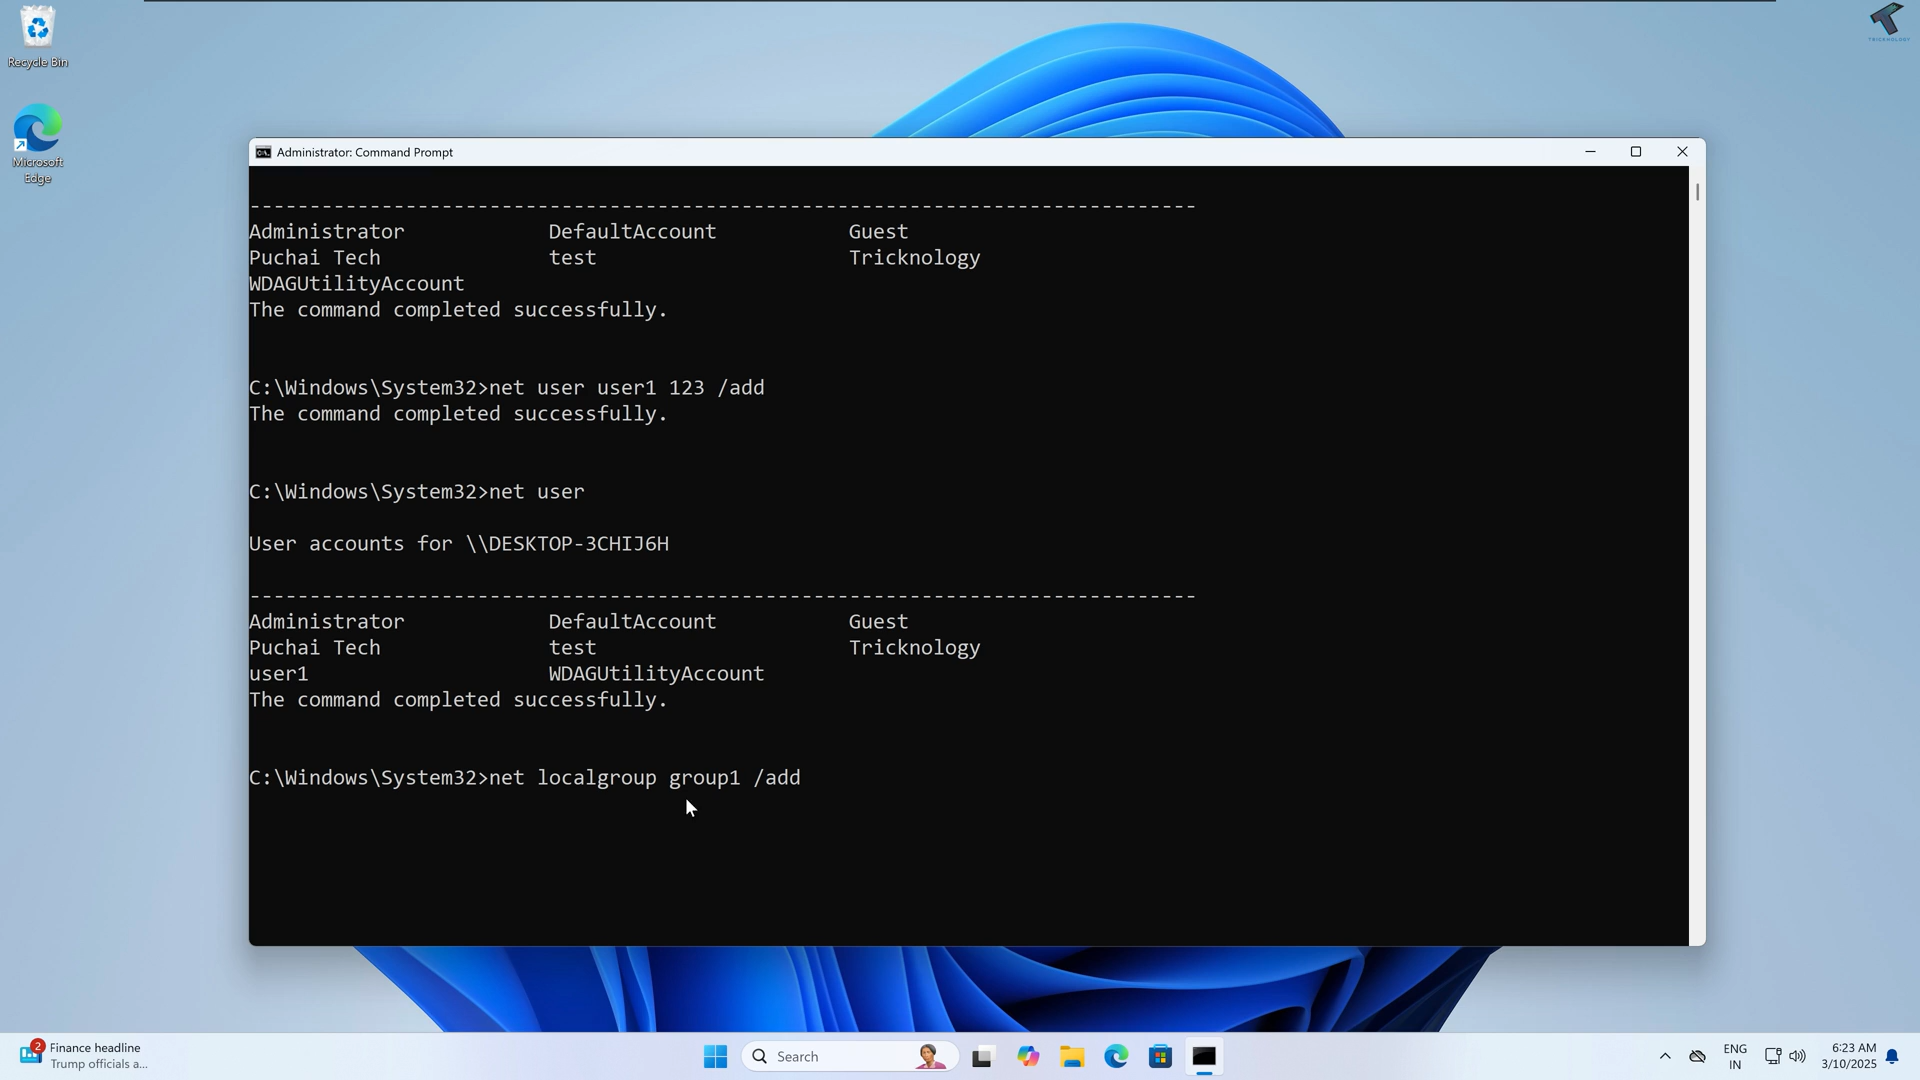 Recycle Bin
Microsoft
Edge
TRICKNOLOGY
Administrator: Command Prompt
-------------------------------------------------------------------------------
Administrator            DefaultAccount           Guest
Puchai Tech              test                     Tricknology
WDAGUtilityAccount
The command completed successfully.
C:\Windows\System32>net user user1 123 /add
The command completed successfully.
C:\Windows\System32>net user
User accounts for \\DESKTOP-3CHIJ6H
-------------------------------------------------------------------------------
Administrator            DefaultAccount           Guest
Puchai Tech              test                     Tricknology
user1                    WDAGUtilityAccount
The command completed successfully.
C:\Windows\System32>net localgroup group1 /add
2
Finance headline
Trump officials a...
Search
ENG
IN
6:23 AM
3/10/2025